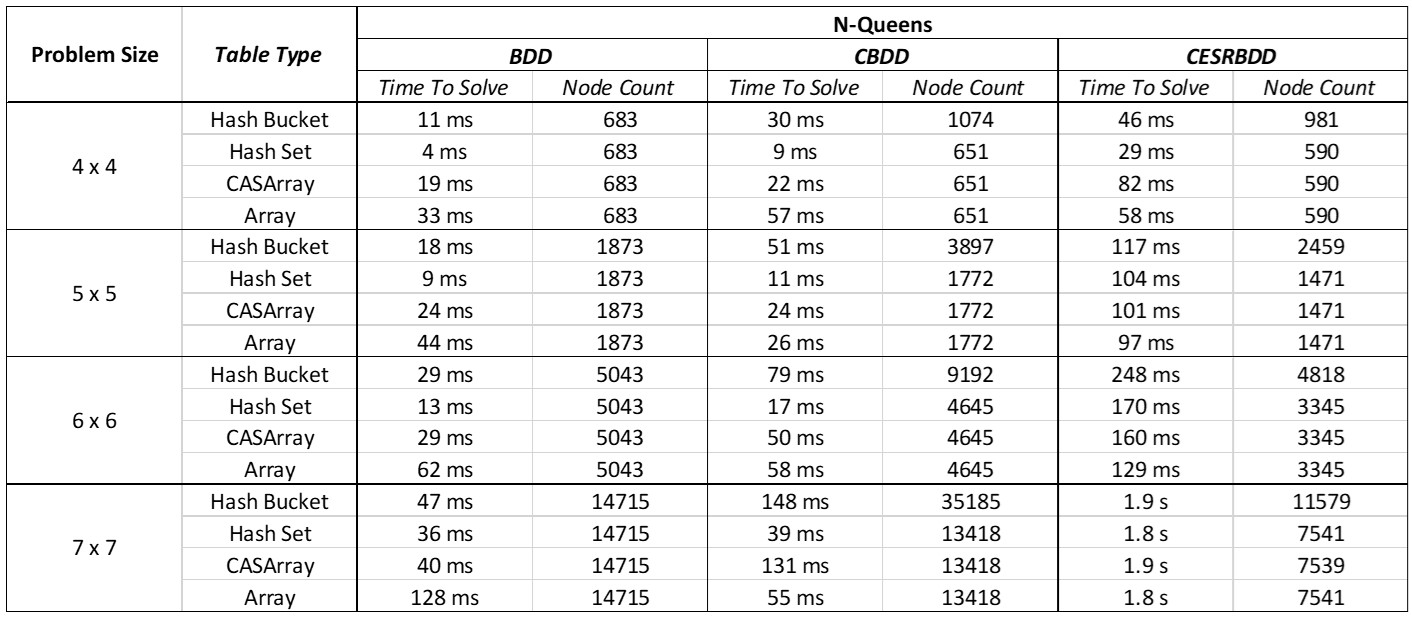 N-Queens
Problem Size Table Type BDD CBDD CESRBDD
Time To Solve Node Count Time To Solve Node Count Time To Solve Node Count
4 x 4
Hash Bucket 11 ms 683 30 ms 1074 46 ms 981
Hash Set 4 ms 683 9 ms 651 29 ms 590
CASArray 19 ms 683 22 ms 651 82 ms 590
Array 33 ms 683 57 ms 651 58 ms 590
5 x 5
Hash Bucket 18 ms 1873 51 ms 3897 117 ms 2459
Hash Set 9 ms 1873 11 ms 1772 104 ms 1471
CASArray 24 ms 1873 24 ms 1772 101 ms 1471
Array 44 ms 1873 26 ms 1772 97 ms 1471
6 x 6
Hash Bucket 29 ms 5043 79 ms 9192 248 ms 4818
Hash Set 13 ms 5043 17 ms 4645 170 ms 3345
CASArray 29 ms 5043 50 ms 4645 160 ms 3345
Array 62 ms 5043 58 ms 4645 129 ms 3345
7 x 7
Hash Bucket 47 ms 14715 148 ms 35185 1.9 s 11579
Hash Set 36 ms 14715 39 ms 13418 1.8 s 7541
CASArray 40 ms 14715 131 ms 13418 1.9 s 7539
Array 128 ms 14715 55 ms 13418 1.8 s 7541